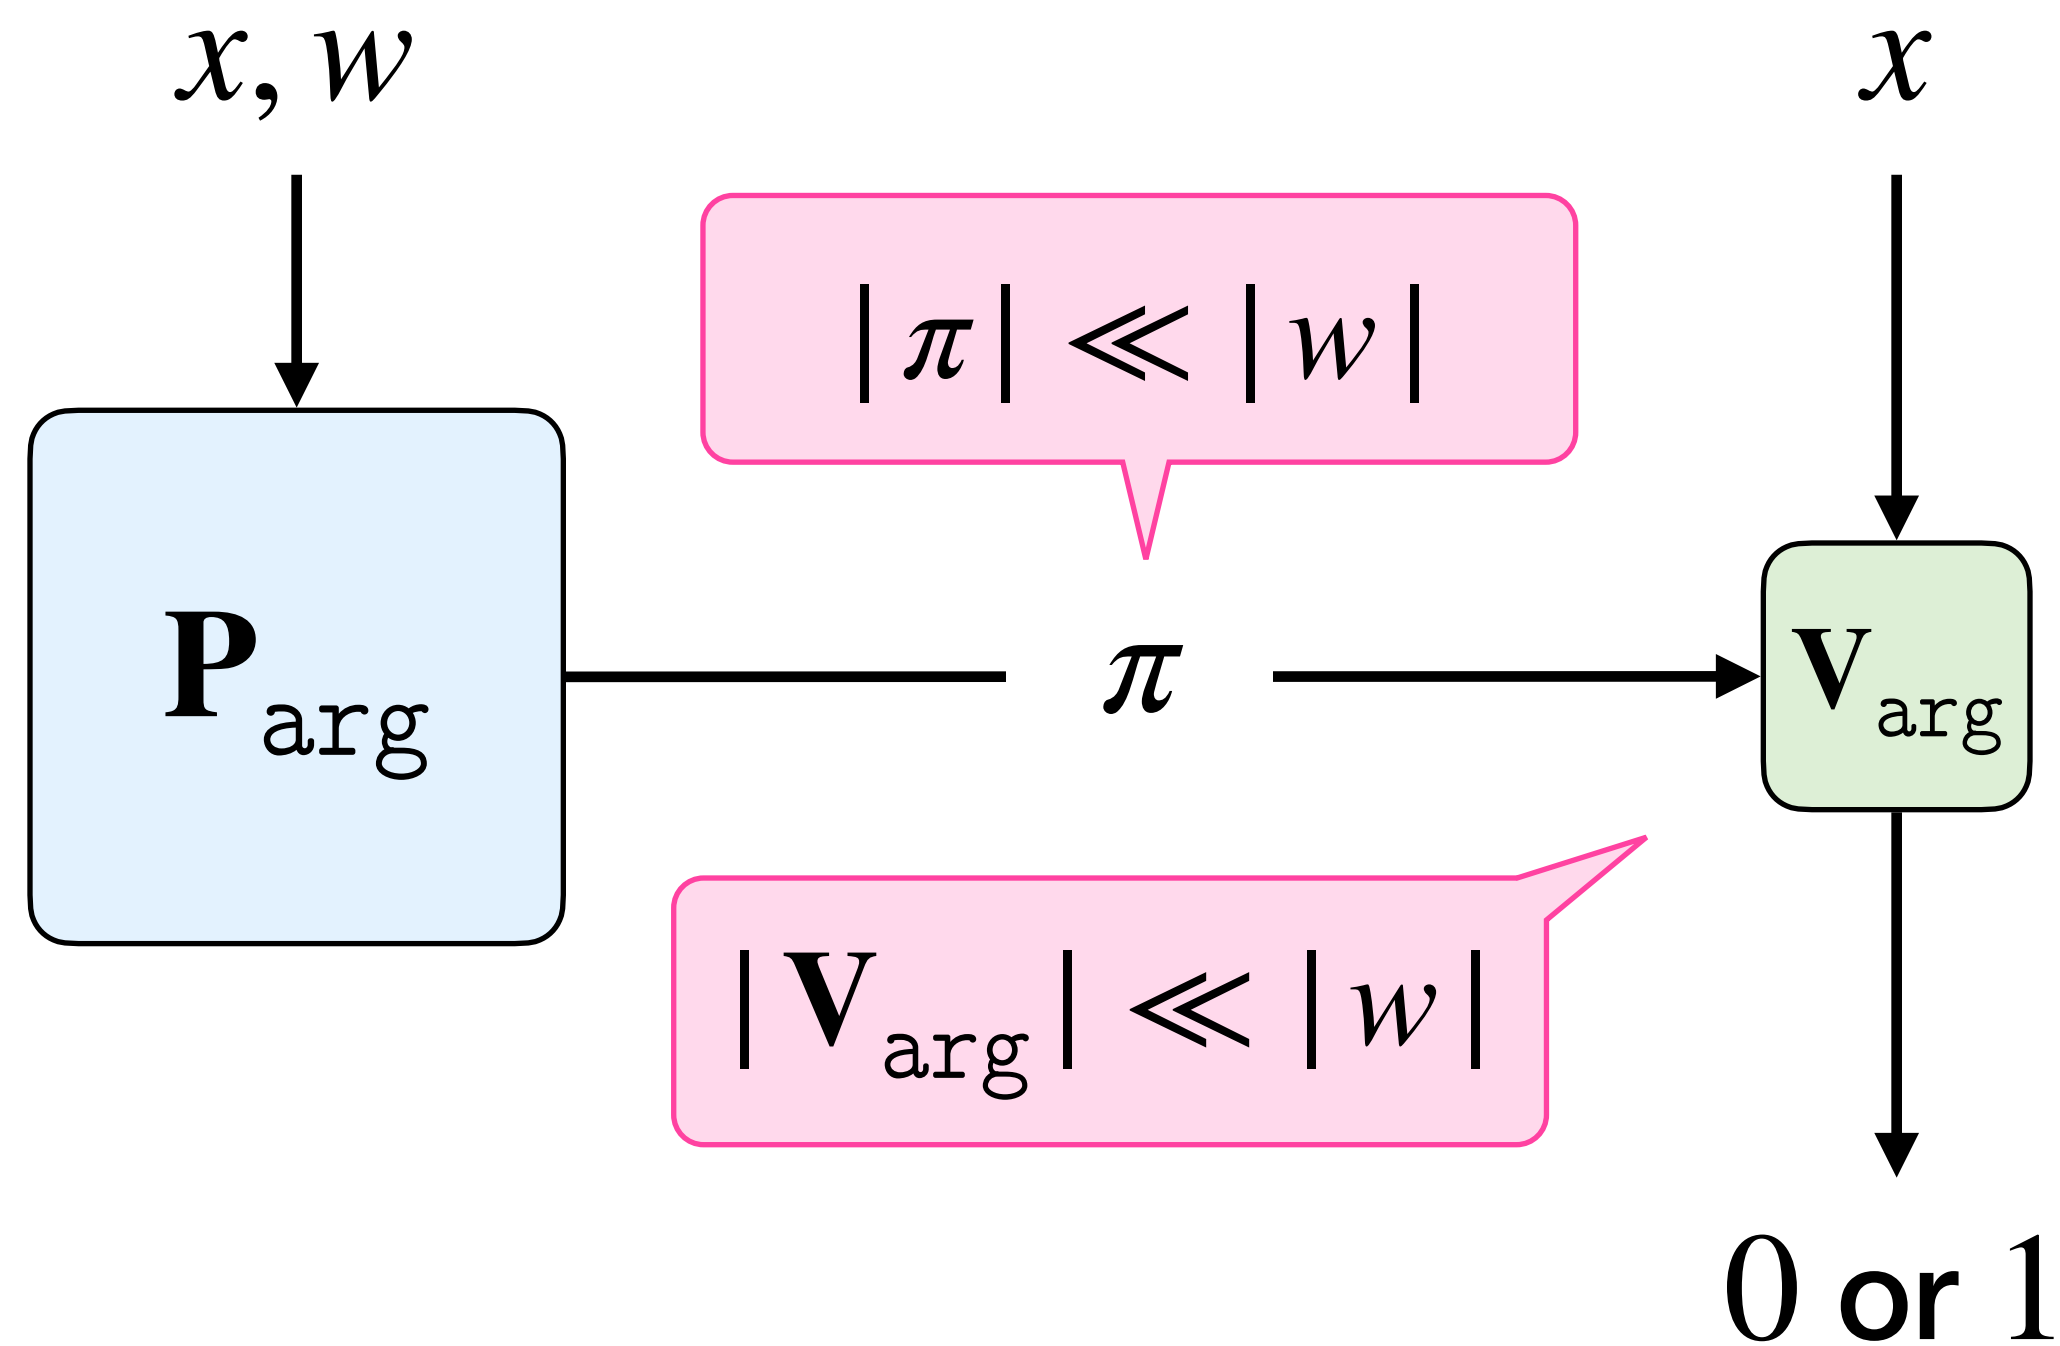 x, w
x
|π| ≪ |w|
P_arg
π
V_arg
|V_arg| ≪ |w|
0 or 1